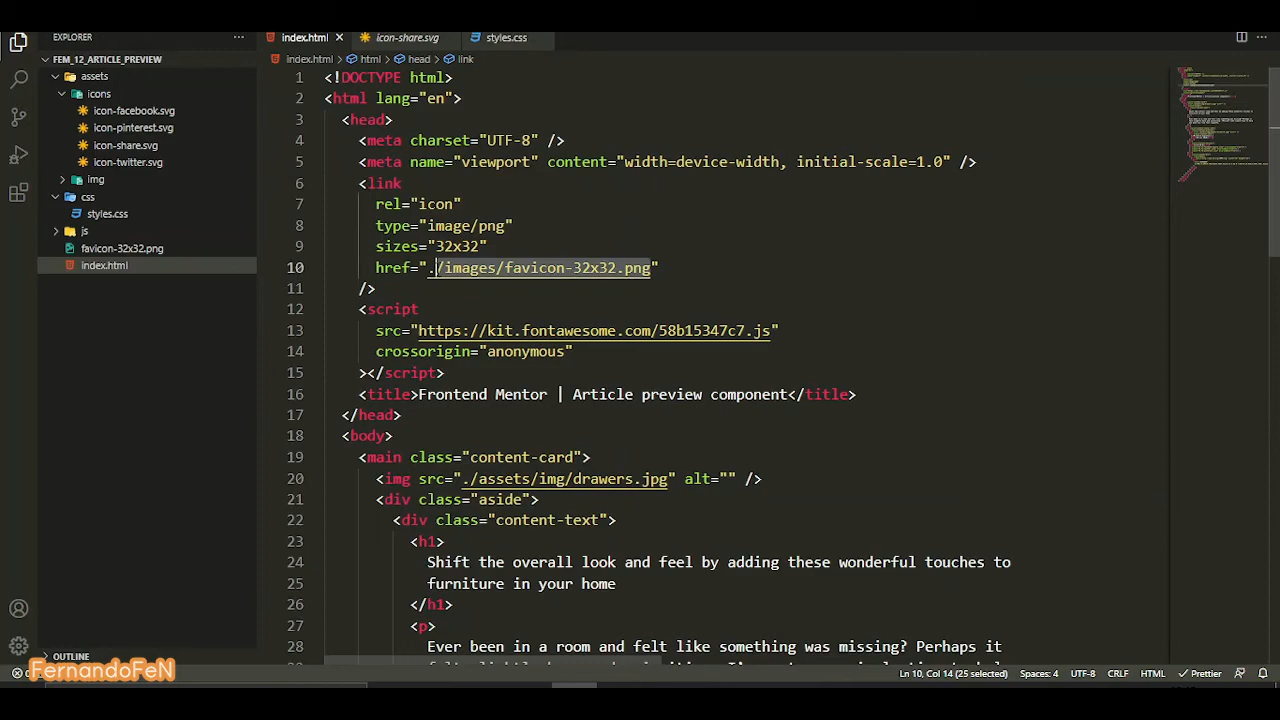 EXPLORER ...
index.html
icon-share.svg
styles.css
FEM_12_ARTICLE_PREVIEW
assets
icons
icon-facebook.svg
icon-pinterest.svg
icon-share.svg
icon-twitter.svg
img
css
styles.css
js
favicon-32x32.png
index.html
OUTLINE
index.html > html > head > link
1 <!DOCTYPE html>
2 <html lang="en">
3 <head>
4 <meta charset="UTF-8" />
5 <meta name="viewport" content="width=device-width, initial-scale=1.0" />
6 <link
7 rel="icon"
8 type="image/png"
9 sizes="32x32"
10 href="./images/favicon-32x32.png"
11 />
12 <script
13 src="https://kit.fontawesome.com/58b15347c7.js"
14 crossorigin="anonymous"
15 ></script>
16 <title>Frontend Mentor | Article preview component</title>
17 </head>
18 <body>
19 <main class="content-card">
20 <img src="./assets/img/drawers.jpg" alt="" />
21 <div class="aside">
22 <div class="content-text">
23 <h1>
24 Shift the overall look and feel by adding these wonderful touches to
25 furniture in your home
26 </h1>
27 <p>
28 Ever been in a room and felt like something was missing? Perhaps it
FernandoFeN
Ln 10, Col 14 (25 selected) Spaces: 4 UTF-8 CRLF HTML Prettier